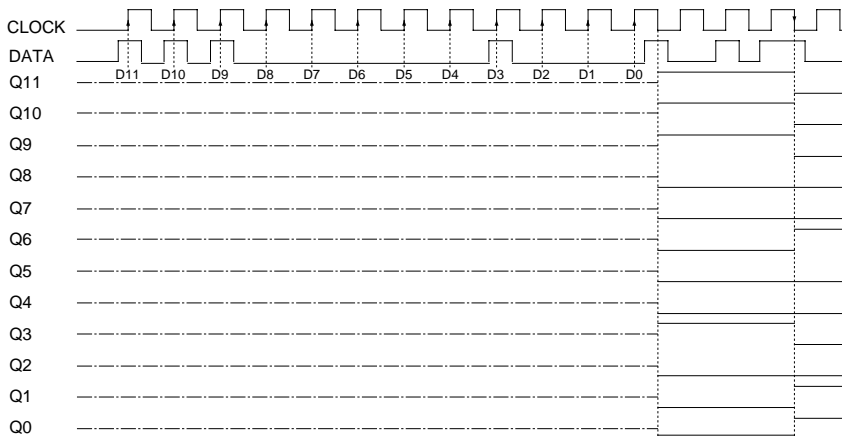 CLOCK
DATA
D11 D10 D9 D8 D7 D6 D5 D4 D3 D2 D1 D0
Q11
Q10
Q9
Q8
Q7
Q6
Q5
Q4
Q3
Q2
Q1
Q0